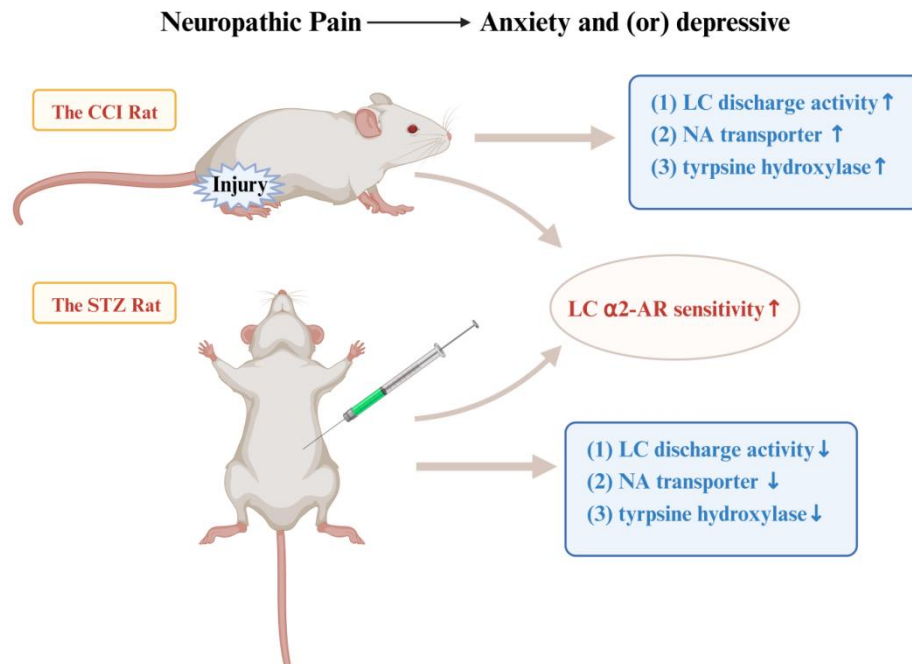 Neuropathic Pain → Anxiety and (or) depressive
The CCI Rat
Injury
(1) LC discharge activity↑
(2) NA transporter ↑
(3) tyrpsine hydroxylase↑
LC α2-AR sensitivity↑
The STZ Rat
(1) LC discharge activity↓
(2) NA transporter ↓
(3) tyrpsine hydroxylase↓